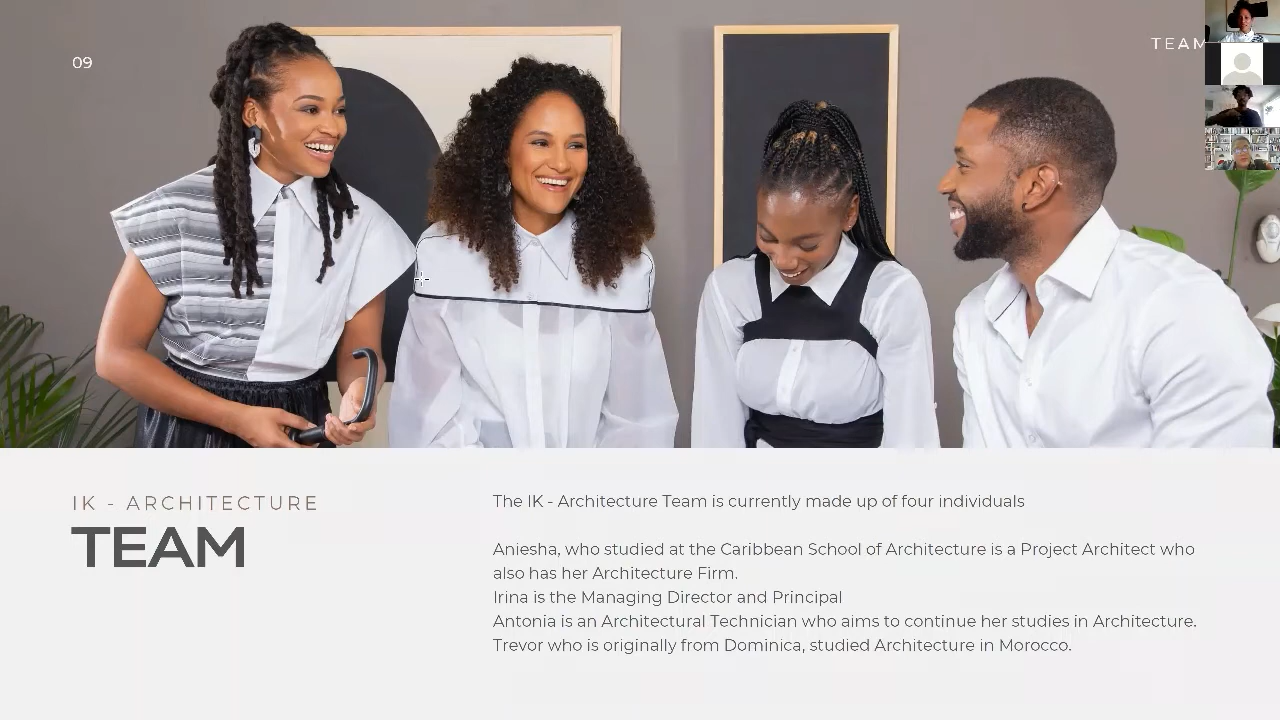 09
TEAM
IK - ARCHITECTURE
TEAM
The IK - Architecture Team is currently made up of four individuals
Aniesha, who studied at the Caribbean School of Architecture is a Project Architect who
also has her Architecture Firm.
Irina is the Managing Director and Principal
Antonia is an Architectural Technician who aims to continue her studies in Architecture.
Trevor who is originally from Dominica, studied Architecture in Morocco.